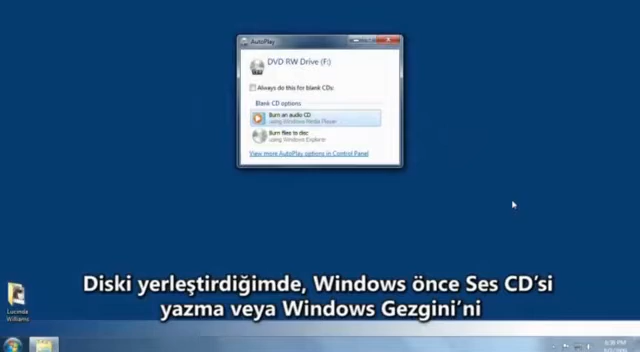 AutoPlay
DVD RW Drive (F:)
Always do this for blank CDs:
Blank CD options
Burn an audio CD
using Windows Media Player
Burn files to disc
using Windows Explorer
View more AutoPlay options in Control Panel
Diski yerleştirdiğimde, Windows önce Ses CD'si
yazma veya Windows Gezgini'ni
Lucinda
Williams